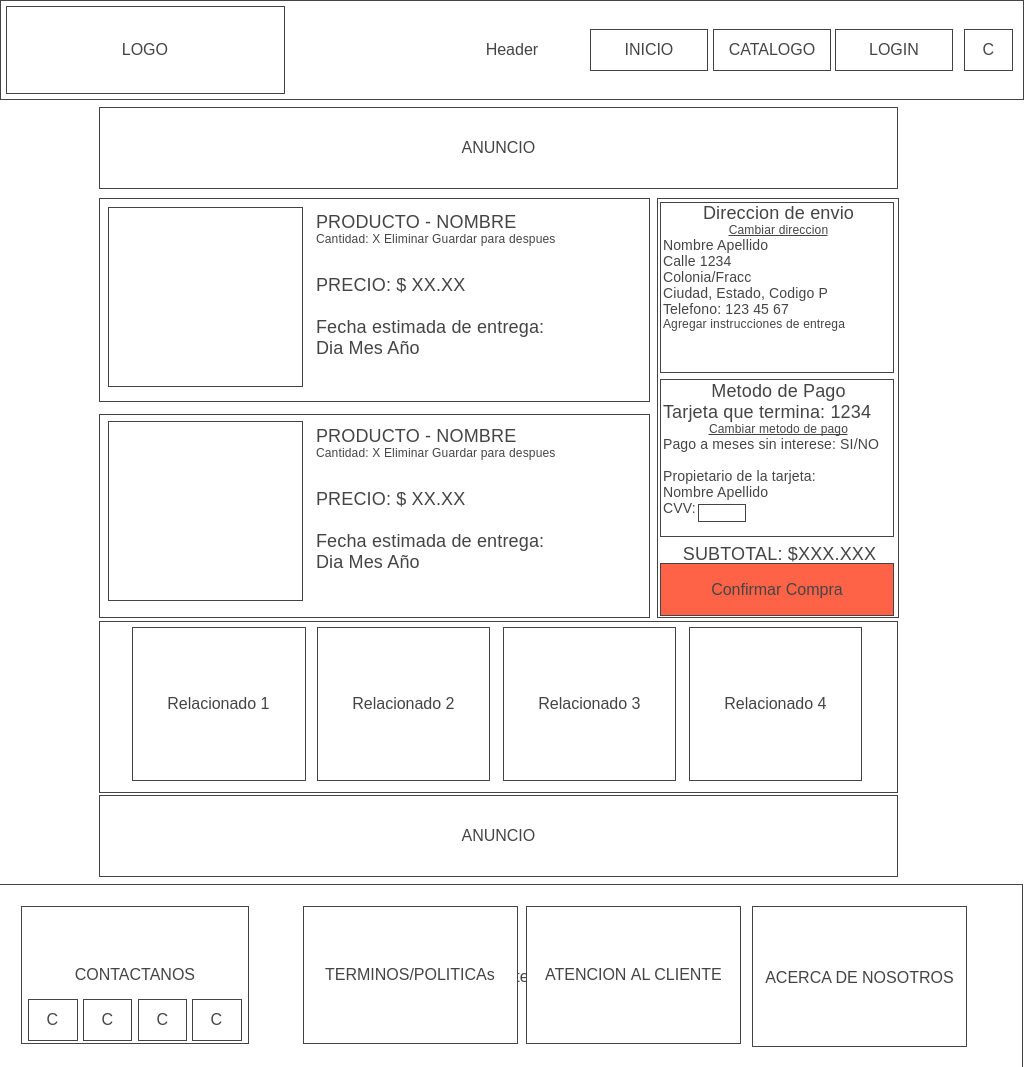 LOGO
Header
INICIO
CATALOGO
LOGIN
C
ANUNCIO
PRODUCTO - NOMBRE
Cantidad: X Eliminar Guardar para despues
PRECIO: $ XX.XX
Fecha estimada de entrega:
Dia Mes Año
PRODUCTO - NOMBRE
Cantidad: X Eliminar Guardar para despues
PRECIO: $ XX.XX
Fecha estimada de entrega:
Dia Mes Año
Direccion de envio
Cambiar direccion
Nombre Apellido
Calle 1234
Colonia/Fracc
Ciudad, Estado, Codigo P
Telefono: 123 45 67
Agregar instrucciones de entrega
Metodo de Pago
Tarjeta que termina: 1234
Cambiar metodo de pago
Pago a meses sin interese: SI/NO
Propietario de la tarjeta:
Nombre Apellido
CVV:
SUBTOTAL: $XXX.XXX
Confirmar Compra
Relacionado 1
Relacionado 2
Relacionado 3
Relacionado 4
ANUNCIO
CONTACTANOS
C
C
C
C
TERMINOS/POLITICAs
ATENCION AL CLIENTE
ACERCA DE NOSOTROS